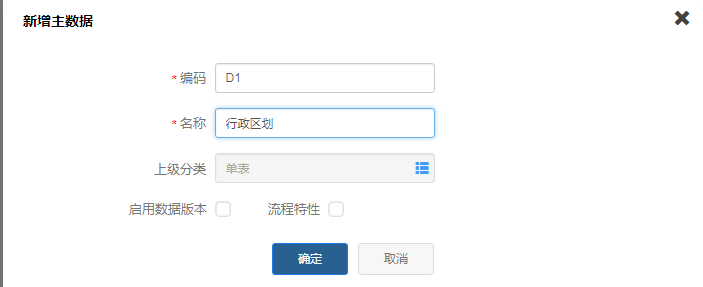 新增主数据
* 编码 D1
* 名称 行政区划
上级分类 单表
启用数据版本 流程特性
确定 取消